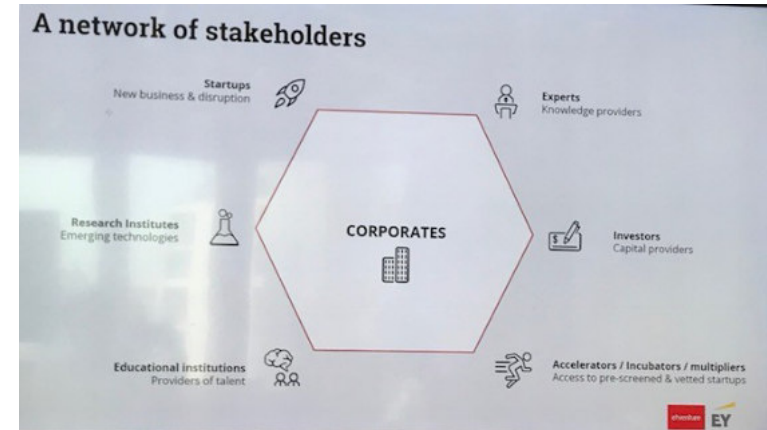 A network of stakeholders
Startups
New business & disruption
Experts
Knowledge providers
Research Institutes
Emerging technologies
CORPORATES
Investors
Capital providers
Educational institutions
Providers of talent
Accelerators / Incubators / multipliers
Access to pre-screened & vetted startups
EY